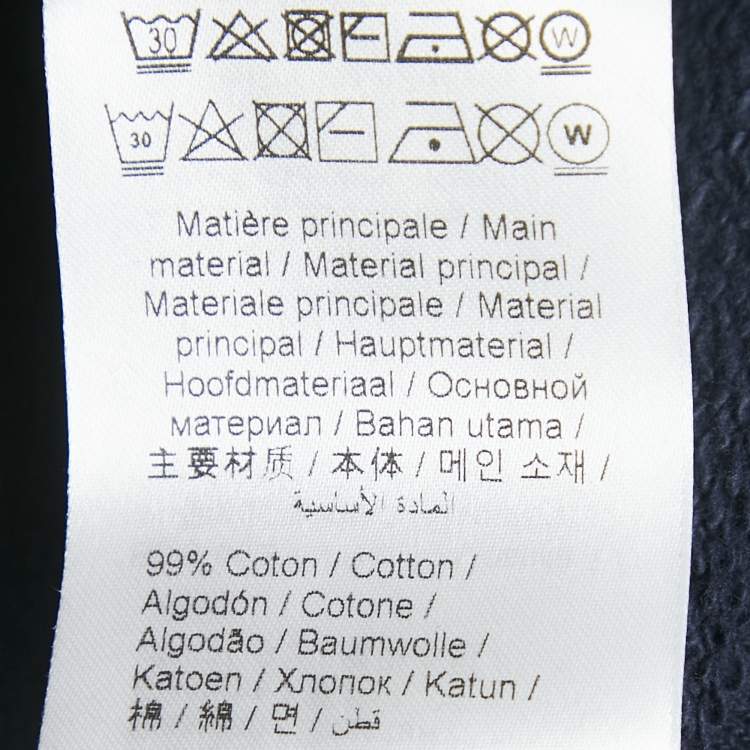 30 W
30 W
Matière principale / Main
material / Material principal /
Materiale principale / Material
principal / Hauptmaterial /
Hoofdmateriaal / Основной
материал / Bahan utama /
主要材质 / 本体 / 메인 소재 /
المادة الأساسية
99% Coton / Cotton /
Algodón / Cotone /
Algodão / Baumwolle /
Katoen / Хлопок / Katun /
棉 / 綿 / 면 / قطن